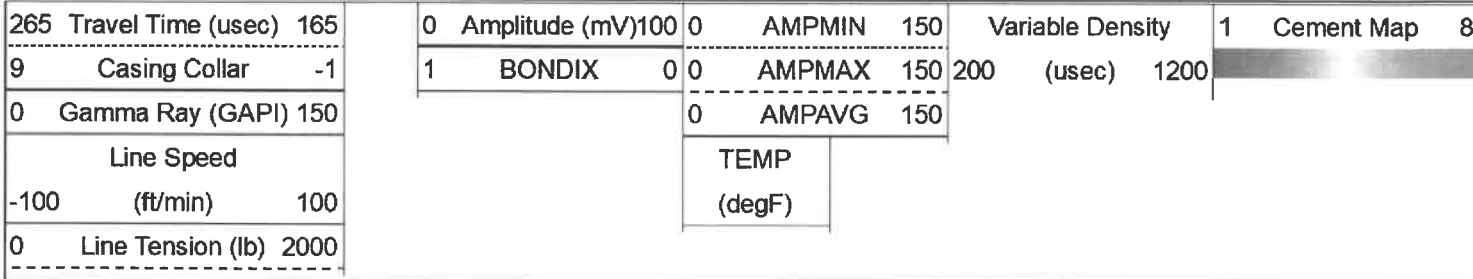 265 Travel Time (usec) 165
9 Casing Collar -1
0 Gamma Ray (GAPI) 150
Line Speed
-100 (ft/min) 100
0 Line Tension (lb) 2000
0 Amplitude (mV)100
1 BONDIX 0
0 AMPMIN 150
0 AMPMAX 150
0 AMPAVG 150
TEMP
(degF)
Variable Density
200 (usec) 1200
1 Cement Map 8